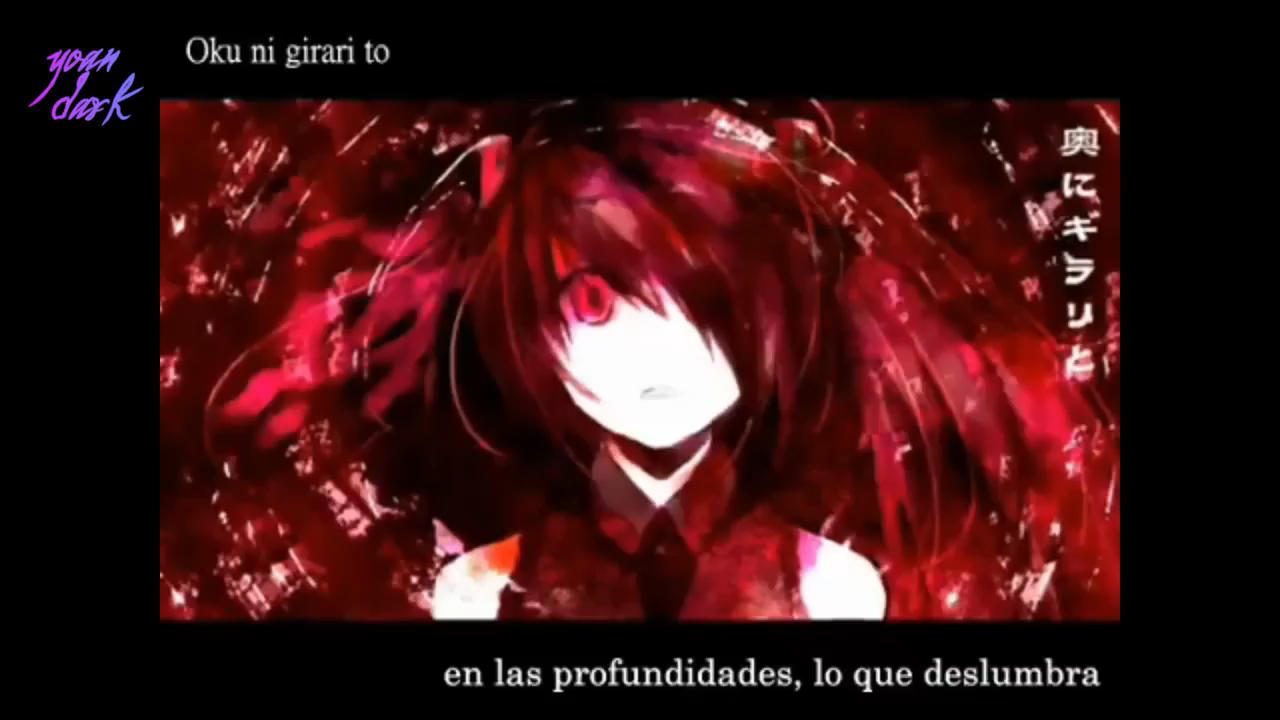 yoan
dark
Oku ni girari to
奥にギラリと
en las profundidades, lo que deslumbra